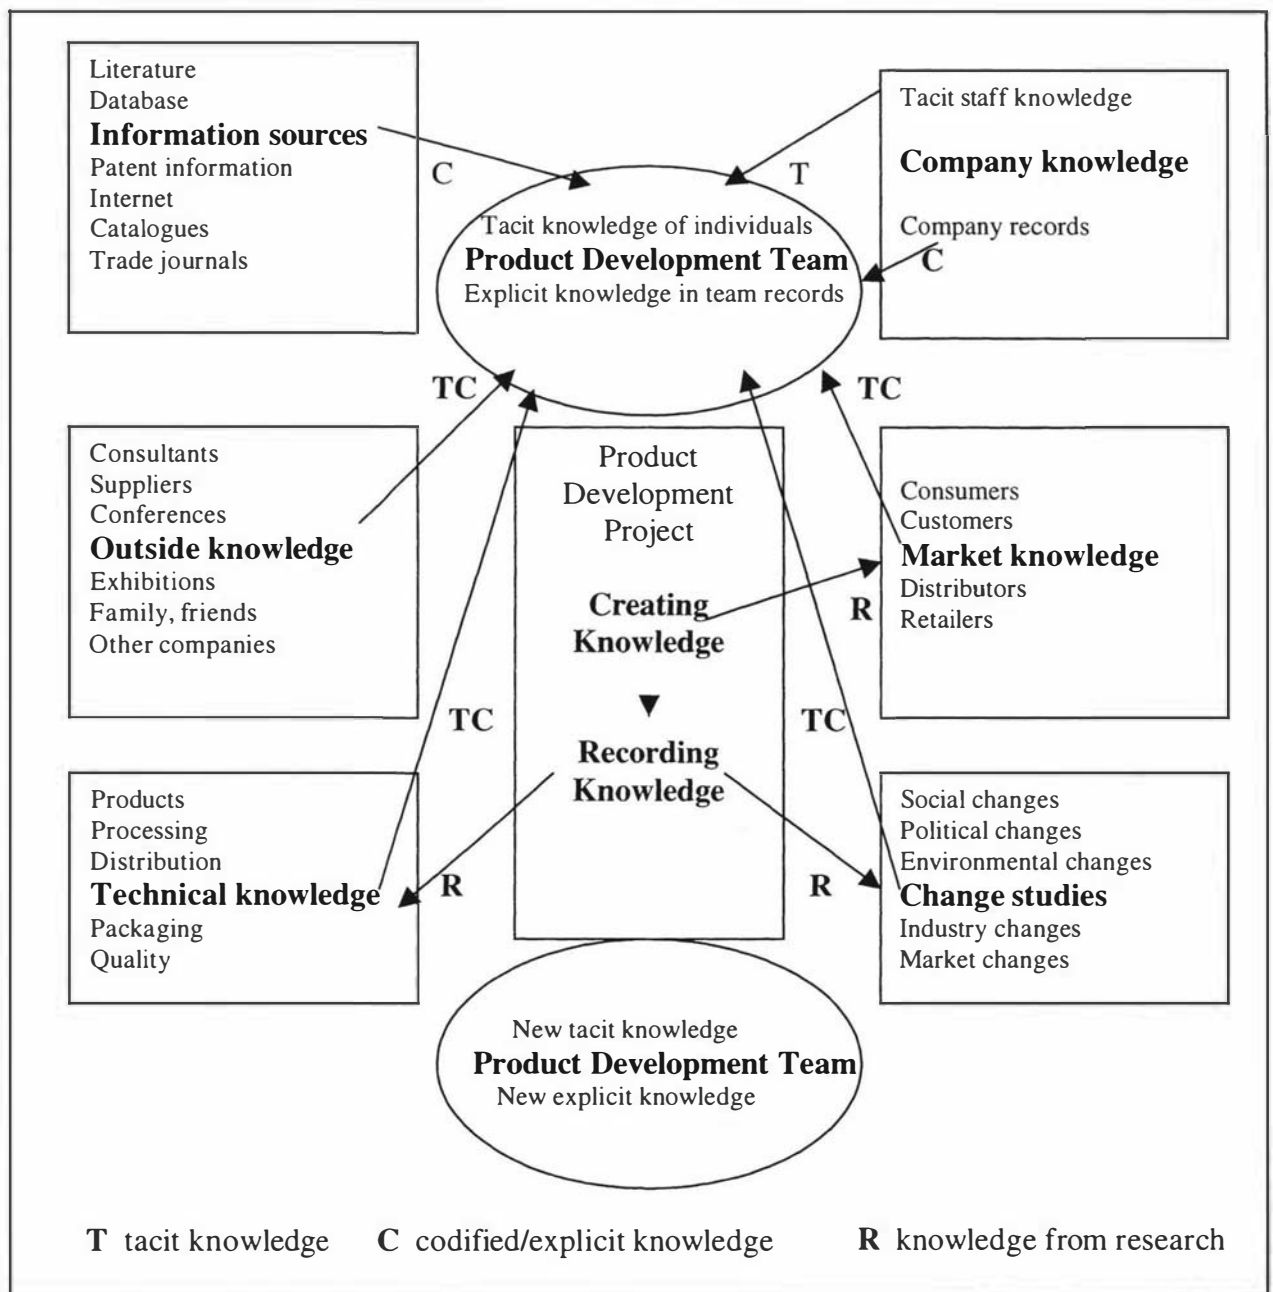 Literature
Database
Information sources
Patent information
Internet
Catalogues
Trade journals
C
T
Tacit staff knowledge
Company knowledge
Company records
C
Tacit knowledge of individuals
Product Development Team
Explicit knowledge in team records
TC
TC
Consultants
Suppliers
Conferences
Outside knowledge
Exhibitions
Family, friends
Other companies
Product
Development
Project
Creating
Knowledge
Recording
Knowledge
R
Consumers
Customers
Market knowledge
Distributors
Retailers
TC
TC
Products
Processing
Distribution
Technical knowledge
Packaging
Quality
R
R
Social changes
Political changes
Environmental changes
Change studies
Industry changes
Market changes
New tacit knowledge
Product Development Team
New explicit knowledge
T tacit knowledge C codified/explicit knowledge R knowledge from research